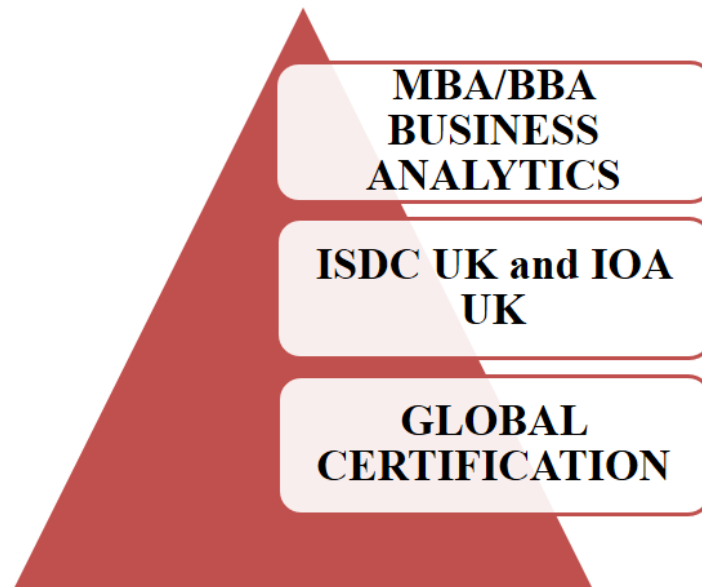 MBA/BBA
BUSINESS
ANALYTICS
ISDC UK and IOA
UK
GLOBAL
CERTIFICATION